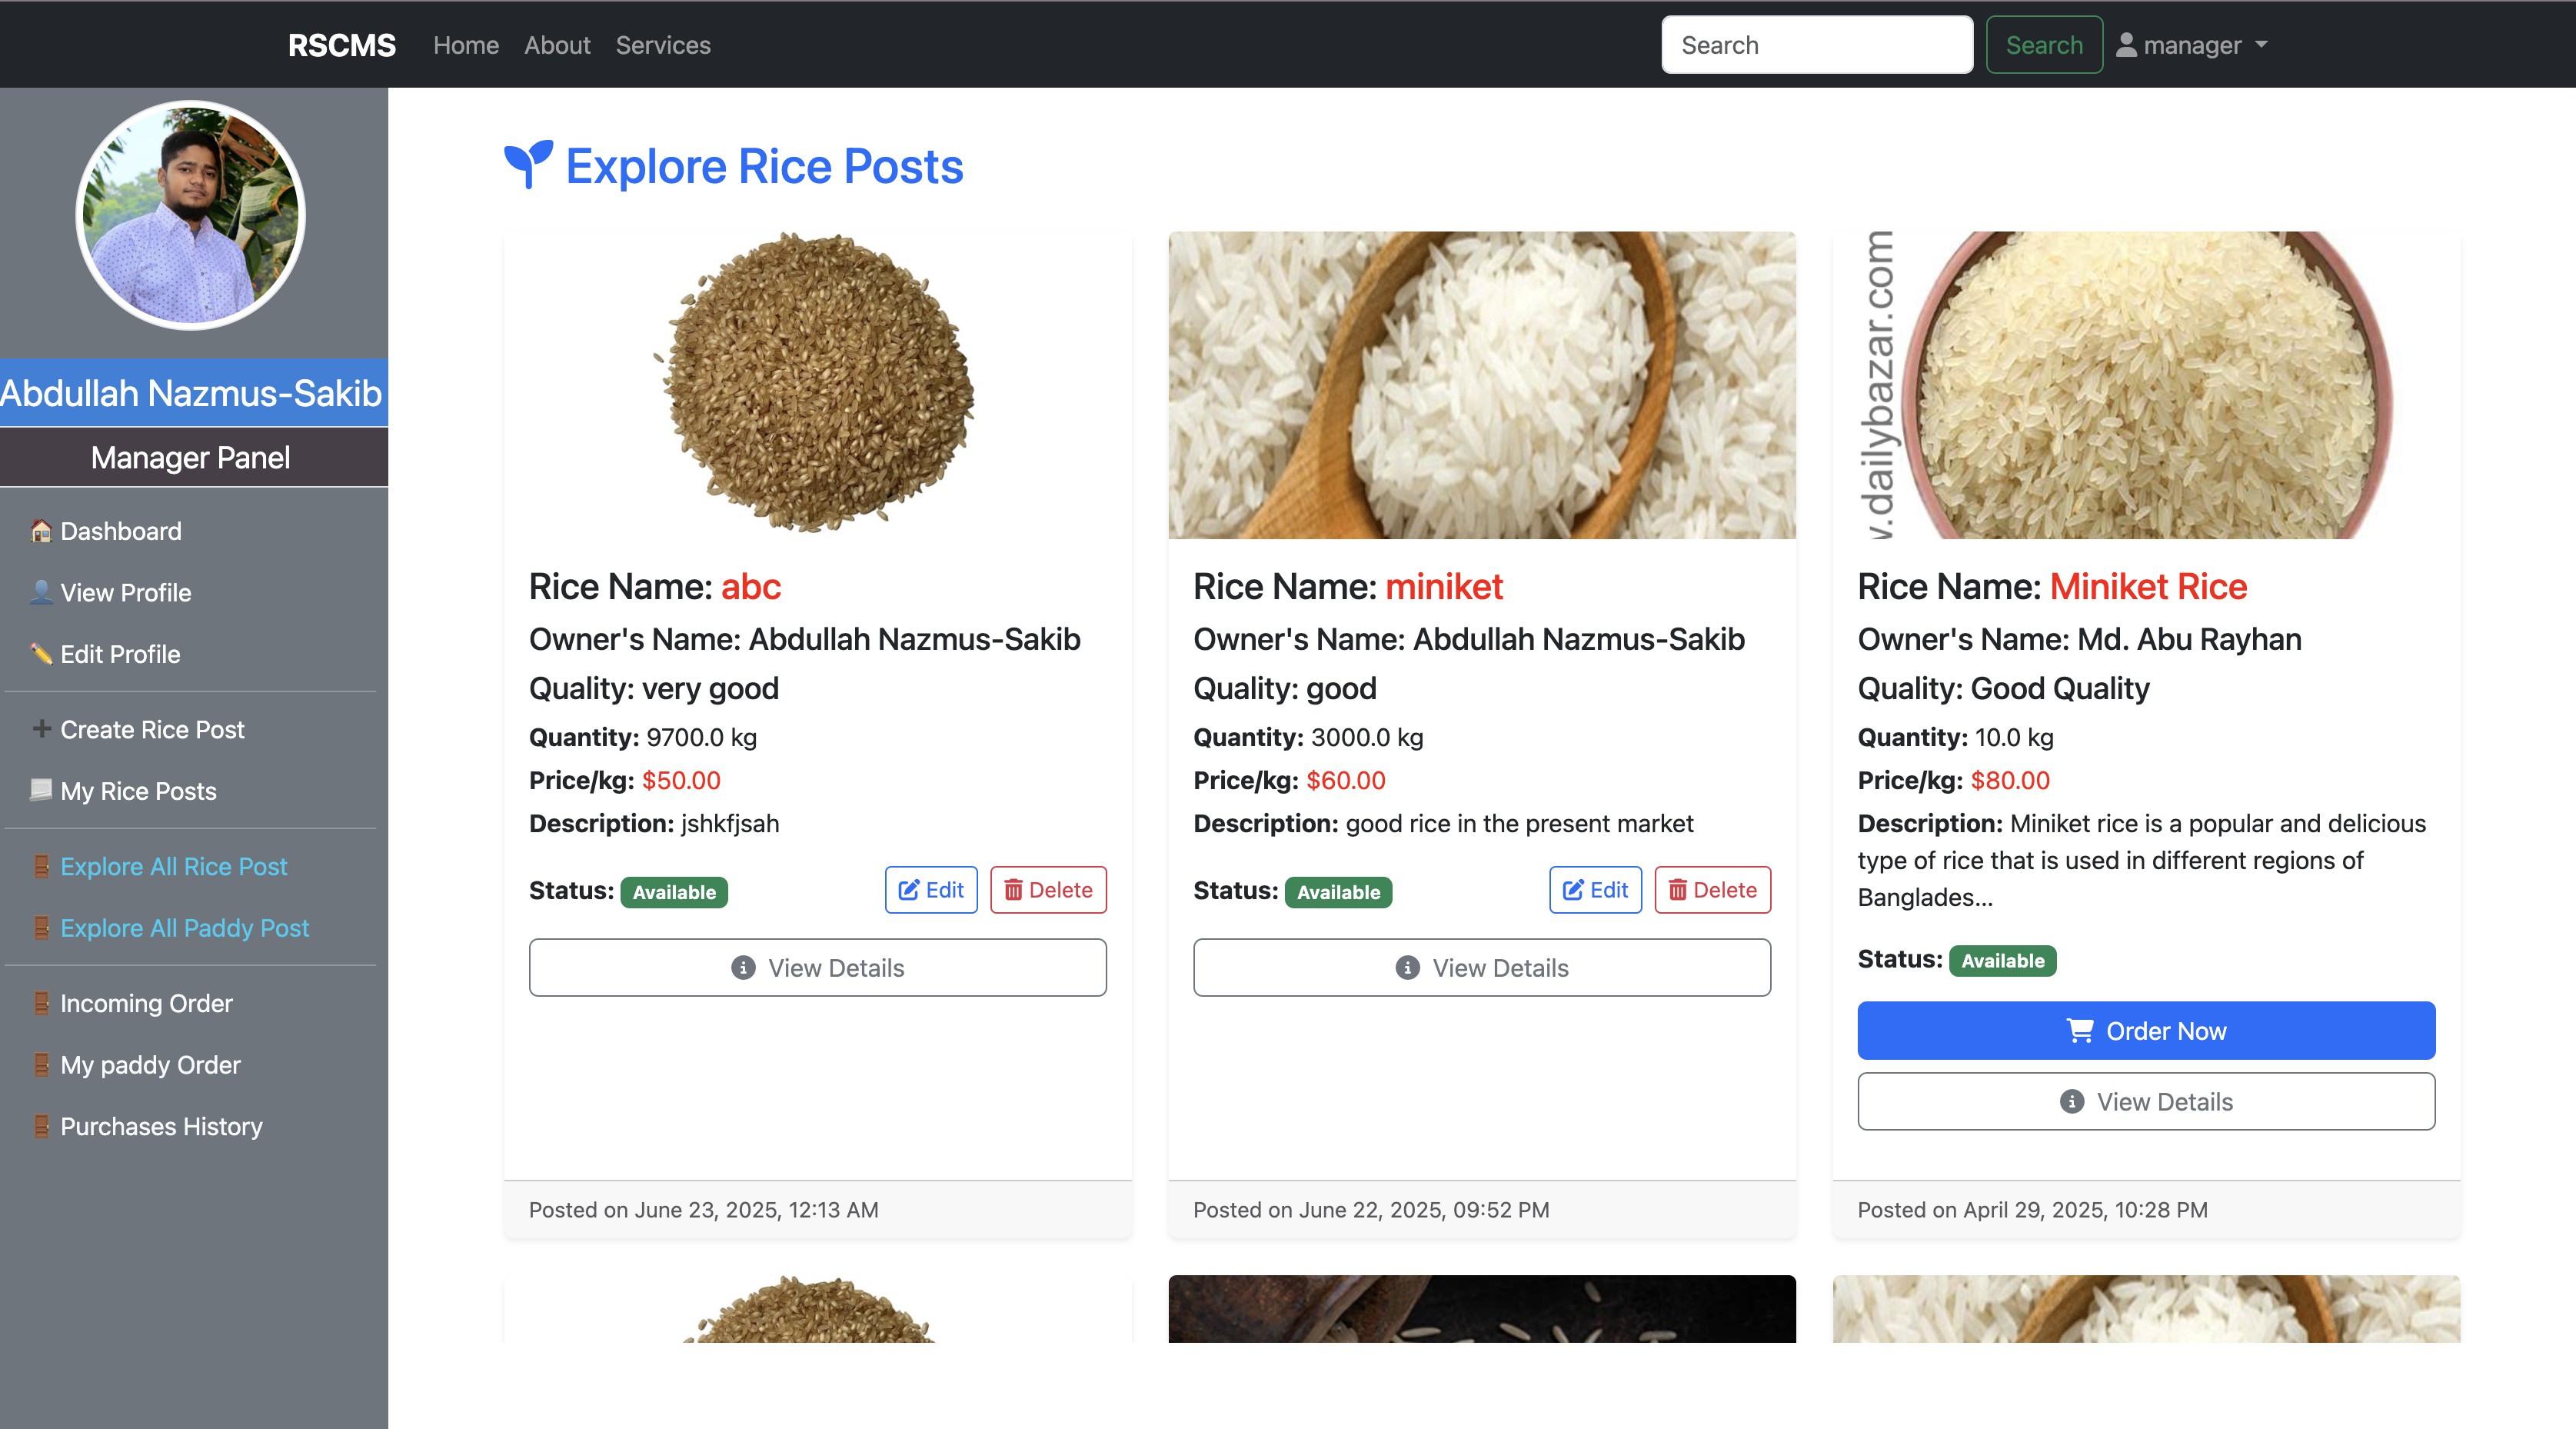 RSCMS Home About Services Search Search manager
Abdullah Nazmus-Sakib
Manager Panel
Dashboard
View Profile
Edit Profile
Create Rice Post
My Rice Posts
Explore All Rice Post
Explore All Paddy Post
Incoming Order
My paddy Order
Purchases History
Explore Rice Posts
Rice Name: abc
Owner's Name: Abdullah Nazmus-Sakib
Quality: very good
Quantity: 9700.0 kg
Price/kg: $50.00
Description: jshkfjsah
Status: Available Edit Delete
View Details
Posted on June 23, 2025, 12:13 AM
Rice Name: miniket
Owner's Name: Abdullah Nazmus-Sakib
Quality: good
Quantity: 3000.0 kg
Price/kg: $60.00
Description: good rice in the present market
Status: Available Edit Delete
View Details
Posted on June 22, 2025, 09:52 PM
v.dailybazar.com
Rice Name: Miniket Rice
Owner's Name: Md. Abu Rayhan
Quality: Good Quality
Quantity: 10.0 kg
Price/kg: $80.00
Description: Miniket rice is a popular and delicious
type of rice that is used in different regions of
Banglades...
Status: Available
Order Now
View Details
Posted on April 29, 2025, 10:28 PM